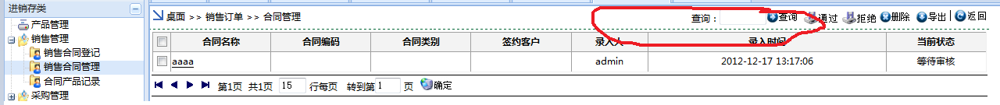 进销存类
产品管理
销售管理
销售合同登记
销售合同管理
合同产品记录
采购管理
桌面 >> 销售订单 >> 合同管理
查询： 查询 通过 拒绝 删除 导出 | 返回
合同名称 合同编码 合同类别 签约客户 录入人 录入时间 当前状态
aaaa admin 2012-12-17 13:17:06 等待审核
第1页 共1页 15 行每页 转到第 1 页 确定